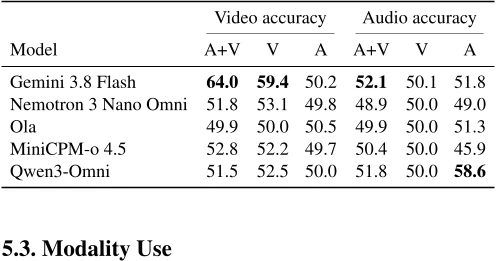 Video accuracy Audio accuracy
Model A+V V A A+V V A
Gemini 3.8 Flash 64.0 59.4 50.2 52.1 50.1 51.8
Nemotron 3 Nano Omni 51.8 53.1 49.8 48.9 50.0 49.0
Ola 49.9 50.0 50.5 49.9 50.0 51.3
MiniCPM-o 4.5 52.8 52.2 49.7 50.4 50.0 45.9
Qwen3-Omni 51.5 52.5 50.0 51.8 50.0 58.6
5.3. Modality Use